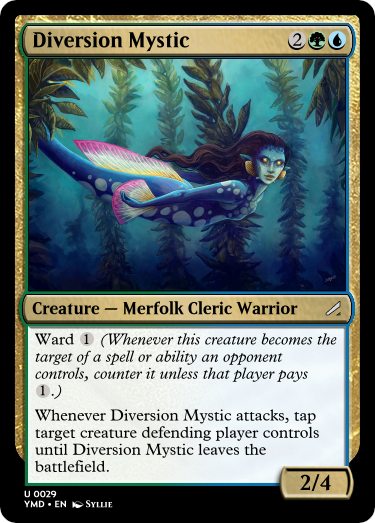 Diversion Mystic 2
Creature — Merfolk Cleric Warrior
Ward 1 (Whenever this creature becomes the
target of a spell or ability an opponent
controls, counter it unless that player pays
1.)
Whenever Diversion Mystic attacks, tap
target creature defending player controls
until Diversion Mystic leaves the
battlefield.
2/4
U 0029
YMD • EN Syllie